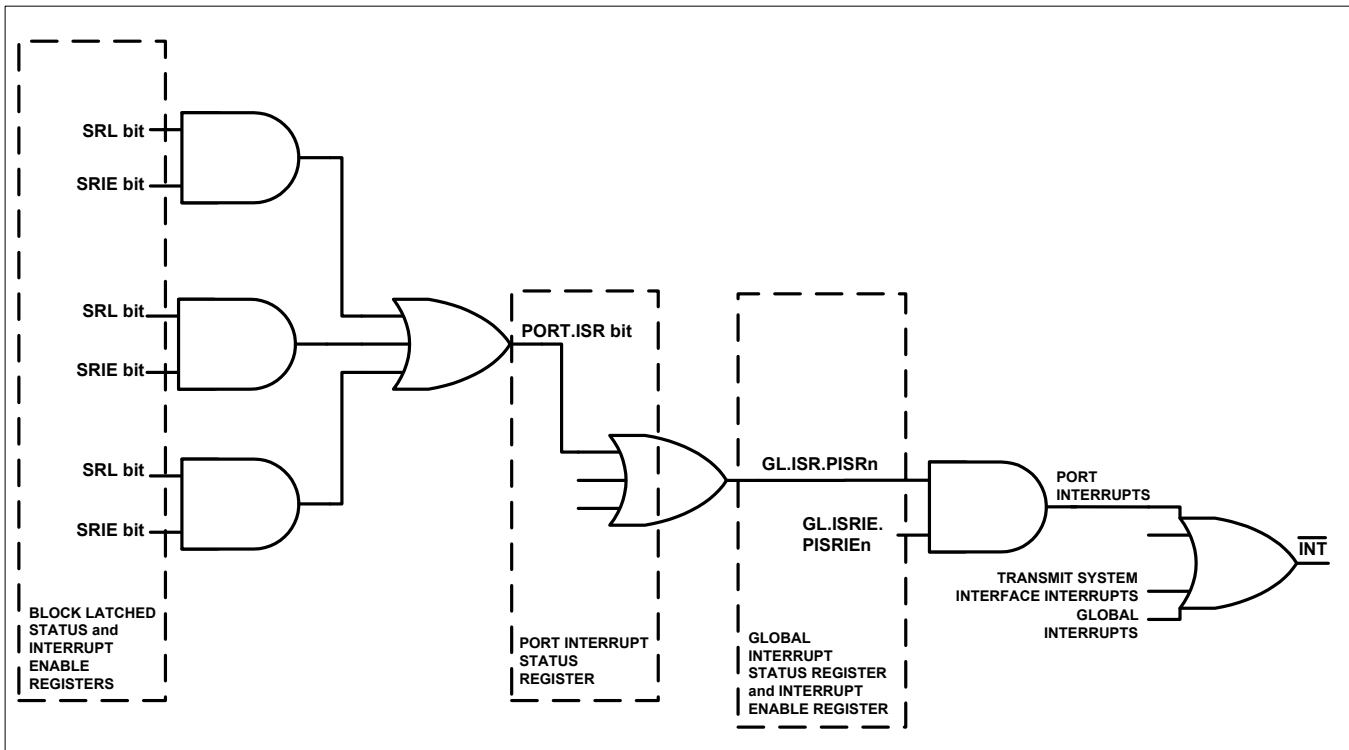 SRL bit
SRIE bit
SRL bit
SRIE bit
SRL bit
SRIE bit
BLOCK LATCHED
STATUS and
INTERRUPT
ENABLE
REGISTERS
PORT.ISR bit
PORT INTERRUPT
STATUS
REGISTER
GL.ISR.PISRn
GL.ISRIE.
PISRIEn
GLOBAL
INTERRUPT
STATUS REGISTER
and INTERRUPT
ENABLE REGISTER
PORT
INTERRUPTS
TRANSMIT SYSTEM
INTERFACE INTERRUPTS
GLOBAL
INTERRUPTS
INT